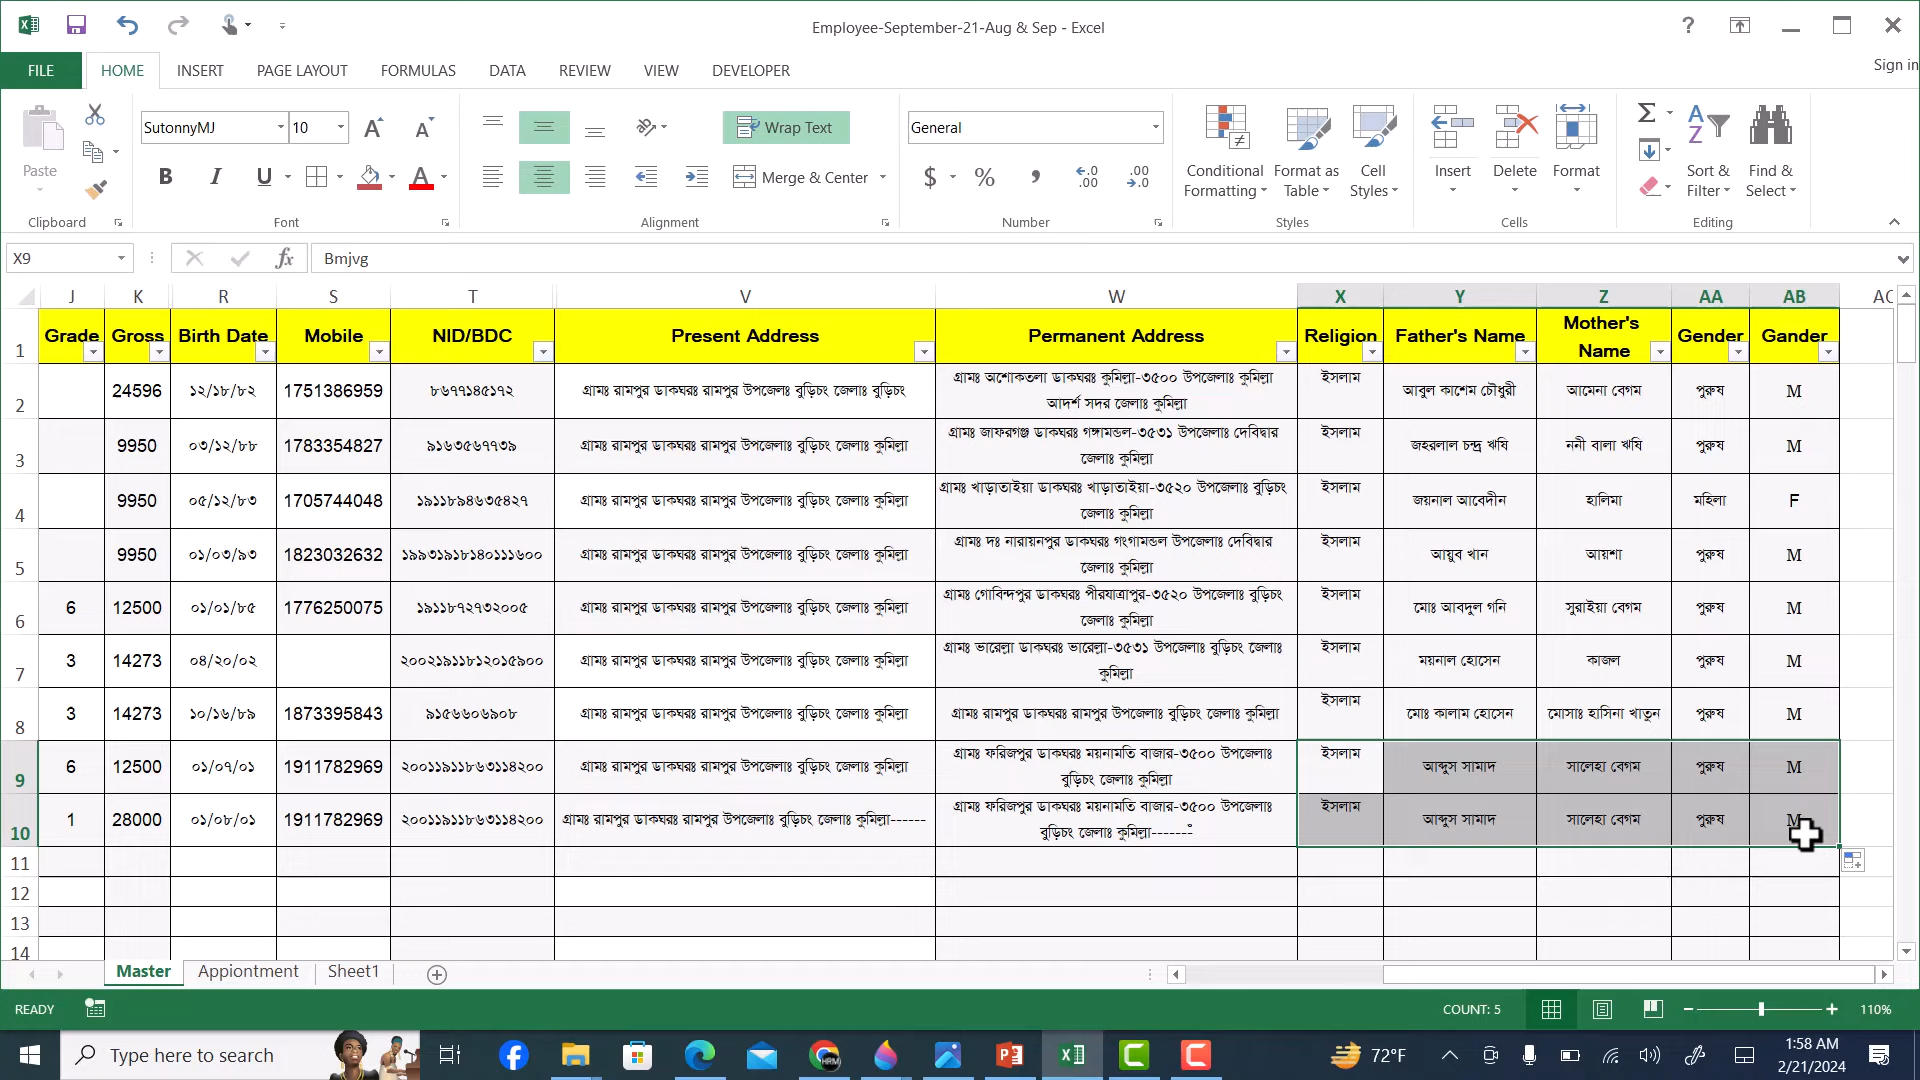 Employee-September-21-Aug & Sep - Excel
?
Sign in
FILE HOME INSERT PAGE LAYOUT FORMULAS DATA REVIEW VIEW DEVELOPER
SutonnyMJ 10 Wrap Text General
Paste B I U A Merge & Center $ % , Conditional Formatting Format as Table Cell Styles Insert Delete Format Sort & Filter Find & Select
Clipboard Font Alignment Number Styles Cells Editing
X9 fx Bmjvg
J K R S T V W X Y Z AA AB AC
1 Grade Gross Birth Date Mobile NID/BDC Present Address Permanent Address Religion Father's Name Mother's Name Gender Gander
2 24596 ১২/১৮/৮২ 1751386959 ৮৬৭৭১৪৫১৭২ গ্রামঃ রামপুর ডাকঘরঃ রামপুর উপজেলাঃ বুড়িচং জেলাঃ বুড়িচং গ্রামঃ অশোকতলা ডাকঘরঃ কুমিল্লা-৩৫০০ উপজেলাঃ কুমিল্লা আদর্শ সদর জেলাঃ কুমিল্লা ইসলাম আবুল কাশেম চৌধুরী আমেনা বেগম পুরুষ M
3 9950 ০৩/১২/৮৮ 1783354827 ৯১৬৩৫৬৭৭৩৯ গ্রামঃ রামপুর ডাকঘরঃ রামপুর উপজেলাঃ বুড়িচং জেলাঃ কুমিল্লা গ্রামঃ জাফরগঞ্জ ডাকঘরঃ গঙ্গামন্ডল-৩৫৩১ উপজেলাঃ দেবিদ্বার জেলাঃ কুমিল্লা ইসলাম জহরলাল চন্দ্র ঋষি ননী বালা ঋষি পুরুষ M
4 9950 ০৫/১২/৮৩ 1705744048 ১৯১১৮৯৪৬৩৫৪২৭ গ্রামঃ রামপুর ডাকঘরঃ রামপুর উপজেলাঃ বুড়িচং জেলাঃ কুমিল্লা গ্রামঃ খাড়াতাইয়া ডাকঘরঃ খাড়াতাইয়া-৩৫২০ উপজেলাঃ বুড়িচং জেলাঃ কুমিল্লা ইসলাম জয়নাল আবেদীন হালিমা মহিলা F
5 9950 ০১/০৩/৯৩ 1823032632 ১৯৯৩১৯১৮১৪০১১১৬০০ গ্রামঃ রামপুর ডাকঘরঃ রামপুর উপজেলাঃ বুড়িচং জেলাঃ কুমিল্লা গ্রামঃ দঃ নারায়নপুর ডাকঘরঃ গংগামন্ডল উপজেলাঃ দেবিদ্বার জেলাঃ কুমিল্লা ইসলাম আয়ুব খান আয়শা পুরুষ M
6 6 12500 ০১/০১/৮৫ 1776250075 ১৯১১৮৭২৭৩২০০৫ গ্রামঃ রামপুর ডাকঘরঃ রামপুর উপজেলাঃ বুড়িচং জেলাঃ কুমিল্লা গ্রামঃ গোবিন্দপুর ডাকঘরঃ পীরযাত্রাপুর-৩৫২০ উপজেলাঃ বুড়িচং জেলাঃ কুমিল্লা ইসলাম মোঃ আবদুল গনি সুরাইয়া বেগম পুরুষ M
7 3 14273 ০৪/২০/০২ ২০০২১৯১১৮১২০১৫৯০০ গ্রামঃ রামপুর ডাকঘরঃ রামপুর উপজেলাঃ বুড়িচং জেলাঃ কুমিল্লা গ্রামঃ ভারেল্লা ডাকঘরঃ ভারেল্লা-৩৫৩১ উপজেলাঃ বুড়িচং জেলাঃ কুমিল্লা ইসলাম ময়নাল হোসেন কাজল পুরুষ M
8 3 14273 ১০/১৬/৮৯ 1873395843 ৯১৫৬৬০৬৯০৮ গ্রামঃ রামপুর ডাকঘরঃ রামপুর উপজেলাঃ বুড়িচং জেলাঃ কুমিল্লা গ্রামঃ রামপুর ডাকঘরঃ রামপুর উপজেলাঃ বুড়িচং জেলাঃ কুমিল্লা ইসলাম মোঃ কালাম হোসেন মোসাঃ হাসিনা খাতুন পুরুষ M
9 6 12500 ০১/০৭/০১ 1911782969 ২০০১১৯১১৮৬৩১১৪২০০ গ্রামঃ রামপুর ডাকঘরঃ রামপুর উপজেলাঃ বুড়িচং জেলাঃ কুমিল্লা গ্রামঃ ফরিজপুর ডাকঘরঃ ময়নামতি বাজার-৩৫০০ উপজেলাঃ বুড়িচং জেলাঃ কুমিল্লা ইসলাম আব্দুস সামাদ সালেহা বেগম পুরুষ M
10 1 28000 ০১/০৮/০১ 1911782969 ২০০১১৯১১৮৬৩১১৪২০০ গ্রামঃ রামপুর ডাকঘরঃ রামপুর উপজেলাঃ বুড়িচং জেলাঃ কুমিল্লা------ গ্রামঃ ফরিজপুর ডাকঘরঃ ময়নামতি বাজার-৩৫০০ উপজেলাঃ বুড়িচং জেলাঃ কুমিল্লা------- ইসলাম আব্দুস সামাদ সালেহা বেগম পুরুষ M
11
12
13
14
Master Appiontment Sheet1
READY COUNT: 5 110%
Type here to search HRM 72°F 1:58 AM
2/21/2024